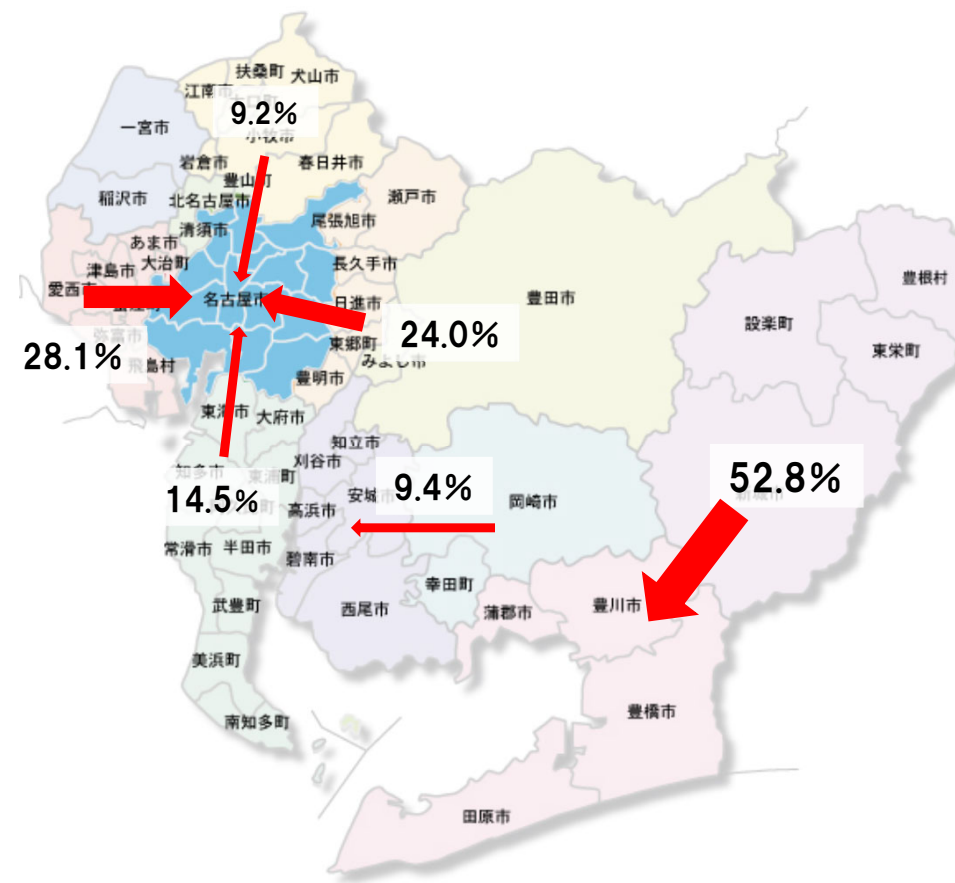 扶桑町
犬山市
江南市
9.2%
小牧市
一宮市
岩倉市
春日井市
豊山町
稲沢市
北名古屋市
瀬戸市
尾張旭市
清須市
あま市
津島市
大治町
長久手市
愛西市
名古屋市
日進市
豊田市
豊根村
設楽町
東栄町
24.0%
東郷町
みよし市
弥富市
28.1%
飛島村
豊明市
東海市
大府市
知立市
刈谷市
知多市
東浦町
14.5%
安城市
9.4%
高浜市
岡崎市
52.8%
新城市
常滑市
半田市
碧南市
幸田町
武豊町
西尾市
蒲郡市
豊川市
美浜町
南知多町
豊橋市
田原市